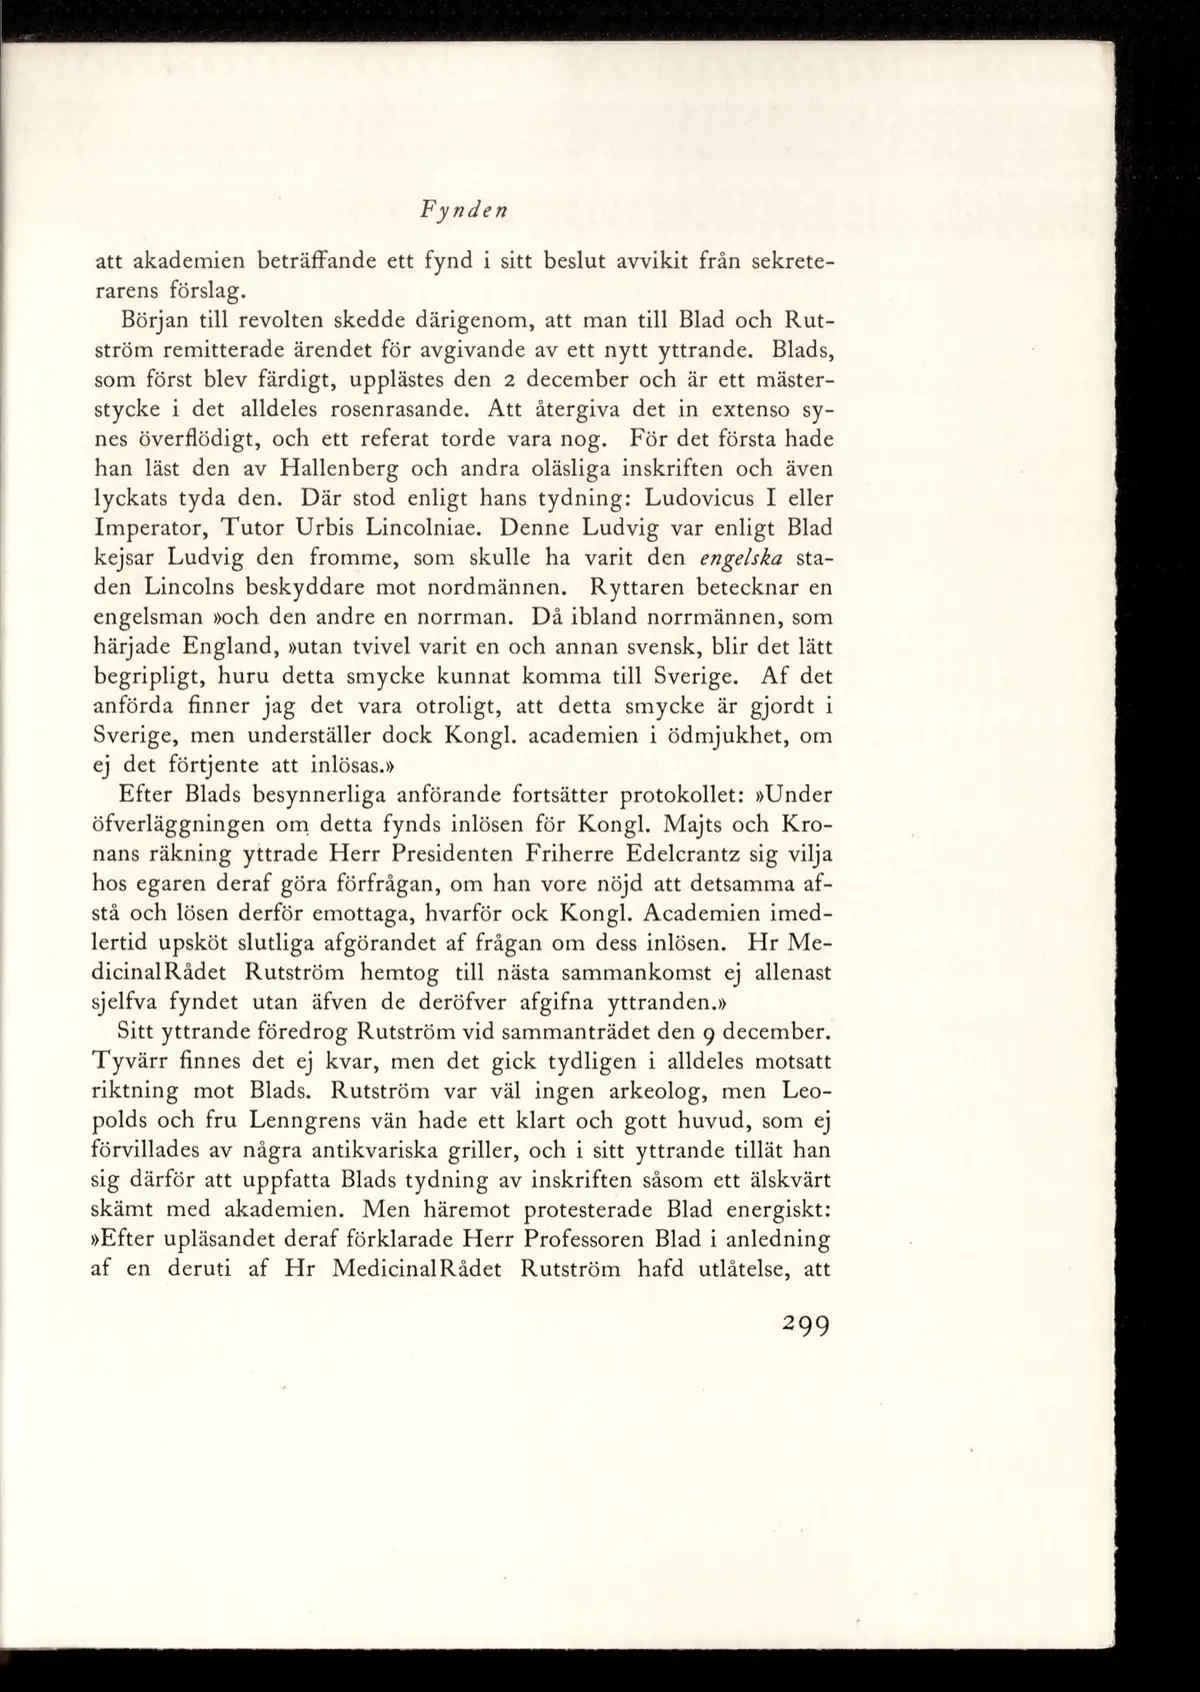 Fynden
att akademien beträffande ett fynd i sitt beslut avvikit från sekrete-
rarens förslag.
Början till revolten skedde därigenom, att man till Blad och Rut-
ström remitterade ärendet för avgivande av ett nytt yttrande. Blads,
som först blev färdigt, upplästes den 2 december och är ett mäster-
stycke i det alldeles rosenrasande. Att återgiva det in extenso sy-
nes överflödigt, och ett referat torde vara nog. För det första hade
han läst den av Hallenberg och andra oläsliga inskriften och även
lyckats tyda den. Där stod enligt hans tydning: Ludovicus I eller
Imperator, Tutor Urbis Lincolniae. Denne Ludvig var enligt Blad
kejsar Ludvig den fromme, som skulle ha varit den engelska sta-
den Lincolns beskyddare mot nordmännen. Ryttaren betecknar en
engelsman »och den andre en norrman. Då ibland norrmännen, som
härjade England, »utan tvivel varit en och annan svensk, blir det lätt
begripligt, huru detta smycke kunnat komma till Sverige. Af det
anförda finner jag det vara otroligt, att detta smycke är gjordt i
Sverige, men underställer dock Kongl. academien i ödmjukhet, om
ej det förtjente att inlösas.»
Efter Blads besynnerliga anförande fortsätter protokollet: »Under
öfverläggningen om detta fynds inlösen för Kongl. Majts och Kro-
nans räkning yttrade Herr Presidenten Friherre Edelcrantz sig vilja
hos egaren deraf göra förfrågan, om han vore nöjd att detsamma af-
stå och lösen derför emottaga, hvarför ock Kongl. Academien imed-
lertid upsköt slutliga afgörandet af frågan om dess inlösen. Hr Me-
dicinalRådet Rutström hemtog till nästa sammankomst ej allenast
sjelfva fyndet utan äfven de deröfver afgifna yttranden.»
Sitt yttrande föredrog Rutström vid sammanträdet den 9 december.
Tyvärr finnes det ej kvar, men det gick tydligen i alldeles motsatt
riktning mot Blads. Rutström var väl ingen arkeolog, men Leo-
polds och fru Lenngrens vän hade ett klart och gott huvud, som ej
förvillades av några antikvariska griller, och i sitt yttrande tillät han
sig därför att uppfatta Blads tydning av inskriften såsom ett älskvärt
skämt med akademien. Men häremot protesterade Blad energiskt:
»Efter upläsandet deraf förklarade Herr Professoren Blad i anledning
af en deruti af Hr MedicinalRådet Rutström hafd utlåtelse, att
299